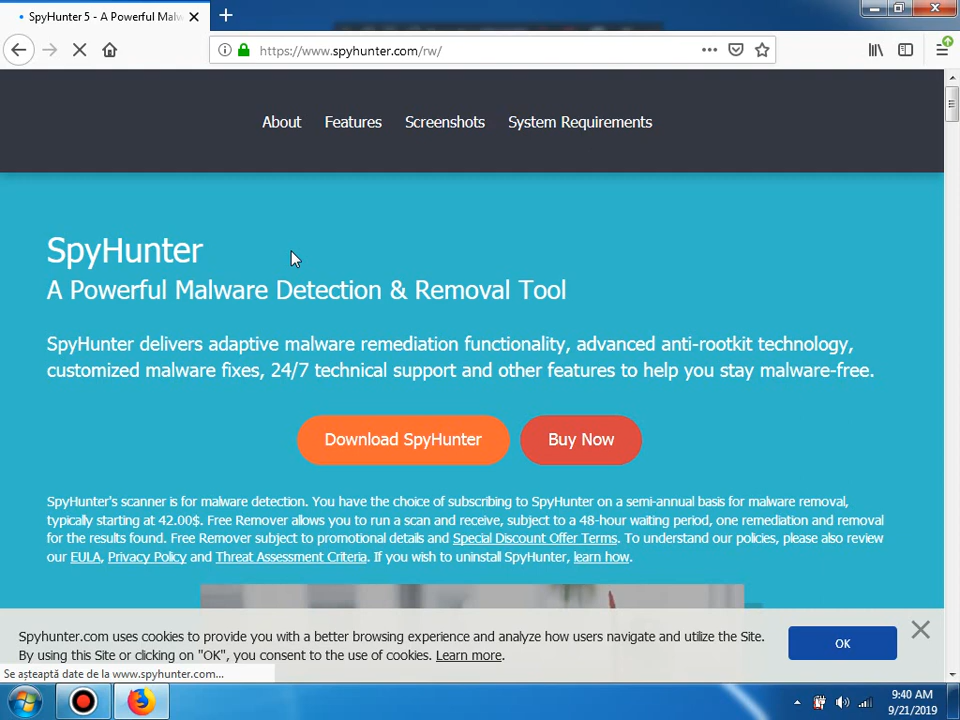 SpyHunter 5 - A Powerful Malwa
https://www.spyhunter.com/rw/
About Features Screenshots System Requirements
SpyHunter
A Powerful Malware Detection & Removal Tool
SpyHunter delivers adaptive malware remediation functionality, advanced anti-rootkit technology,
customized malware fixes, 24/7 technical support and other features to help you stay malware-free.
Download SpyHunter Buy Now
SpyHunter's scanner is for malware detection. You have the choice of subscribing to SpyHunter on a semi-annual basis for malware removal,
typically starting at 42.00$. Free Remover allows you to run a scan and receive, subject to a 48-hour waiting period, one remediation and removal
for the results found. Free Remover subject to promotional details and Special Discount Offer Terms. To understand our policies, please also review
our EULA, Privacy Policy and Threat Assessment Criteria. If you wish to uninstall SpyHunter, learn how.
Spyhunter.com uses cookies to provide you with a better browsing experience and analyze how users navigate and utilize the Site.
By using this Site or clicking on "OK", you consent to the use of cookies. Learn more.
OK
Se așteaptă date de la www.spyhunter.com...
9:40 AM
9/21/2019